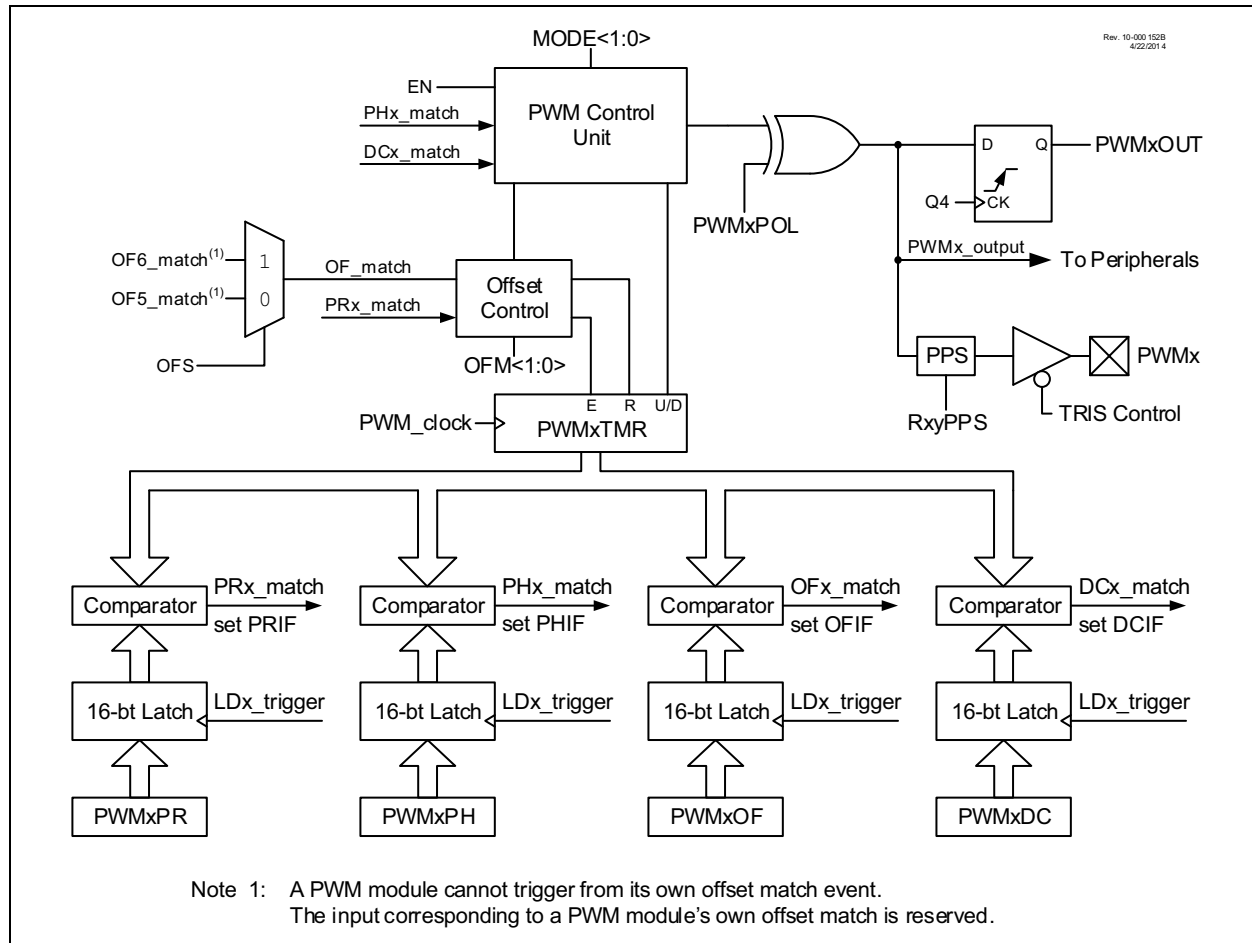 MODE<1:0>
Rev. 10-000 152B
4/22/201 4
EN
PHx_match
DCx_match
PWM Control
Unit
PWMxPOL
D
Q
Q4
CK
PWMxOUT
PWMx_output
To Peripherals
OF6_match(1)
OF5_match(1)
1
0
OFS
OF_match
PRx_match
Offset
Control
OFM<1:0>
PPS
RxyPPS
PWMx
TRIS Control
PWM_clock
E R U/D
PWMxTMR
Comparator
PRx_match
set PRIF
Comparator
PHx_match
set PHIF
Comparator
OFx_match
set OFIF
Comparator
DCx_match
set DCIF
16-bt Latch
LDx_trigger
16-bt Latch
LDx_trigger
16-bt Latch
LDx_trigger
16-bt Latch
LDx_trigger
PWMxPR
PWMxPH
PWMxOF
PWMxDC
Note 1: A PWM module cannot trigger from its own offset match event.
The input corresponding to a PWM module's own offset match is reserved.